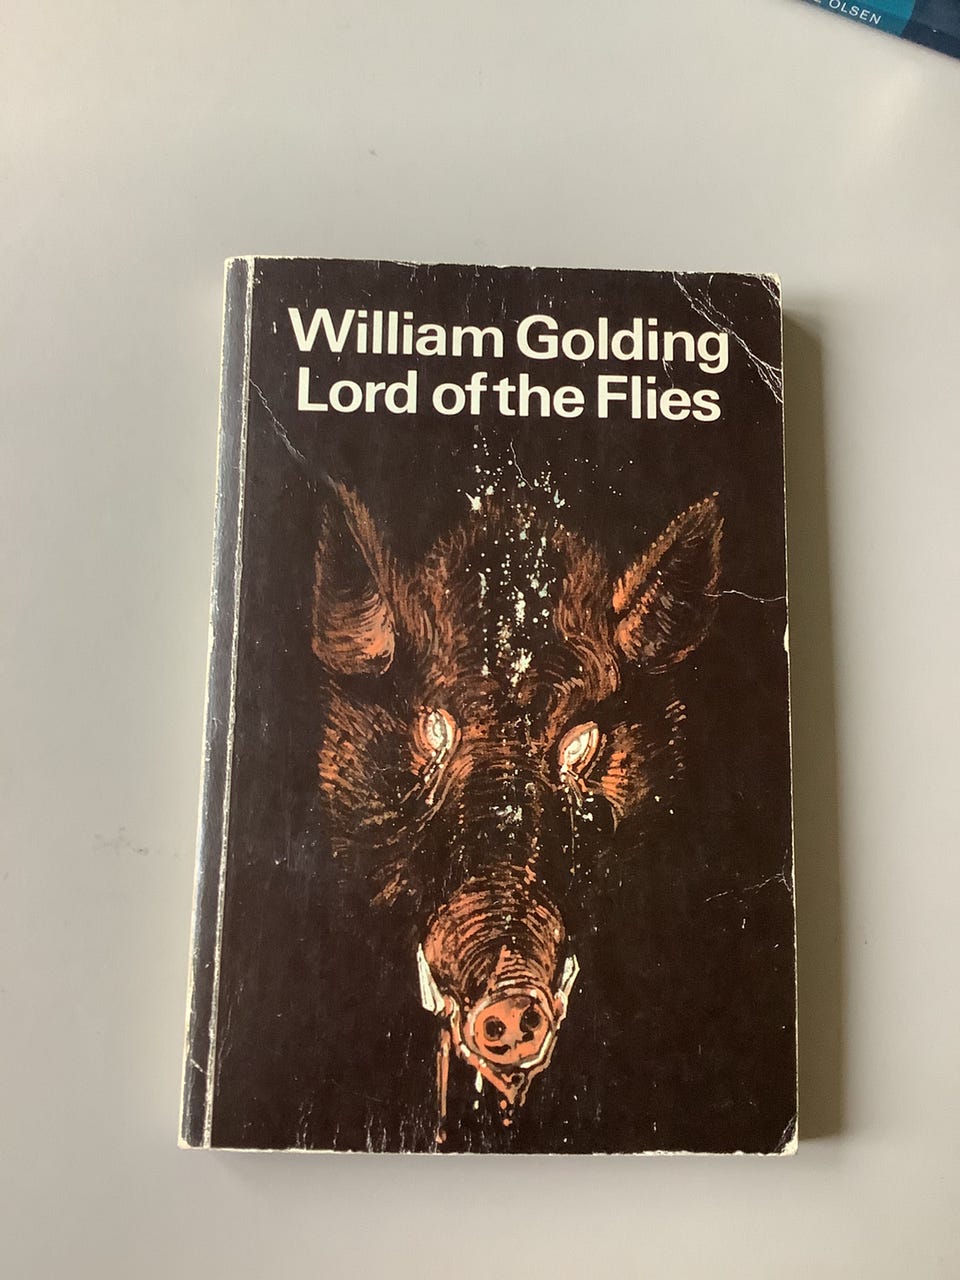 OLSEN
William Golding
Lord of the Flies